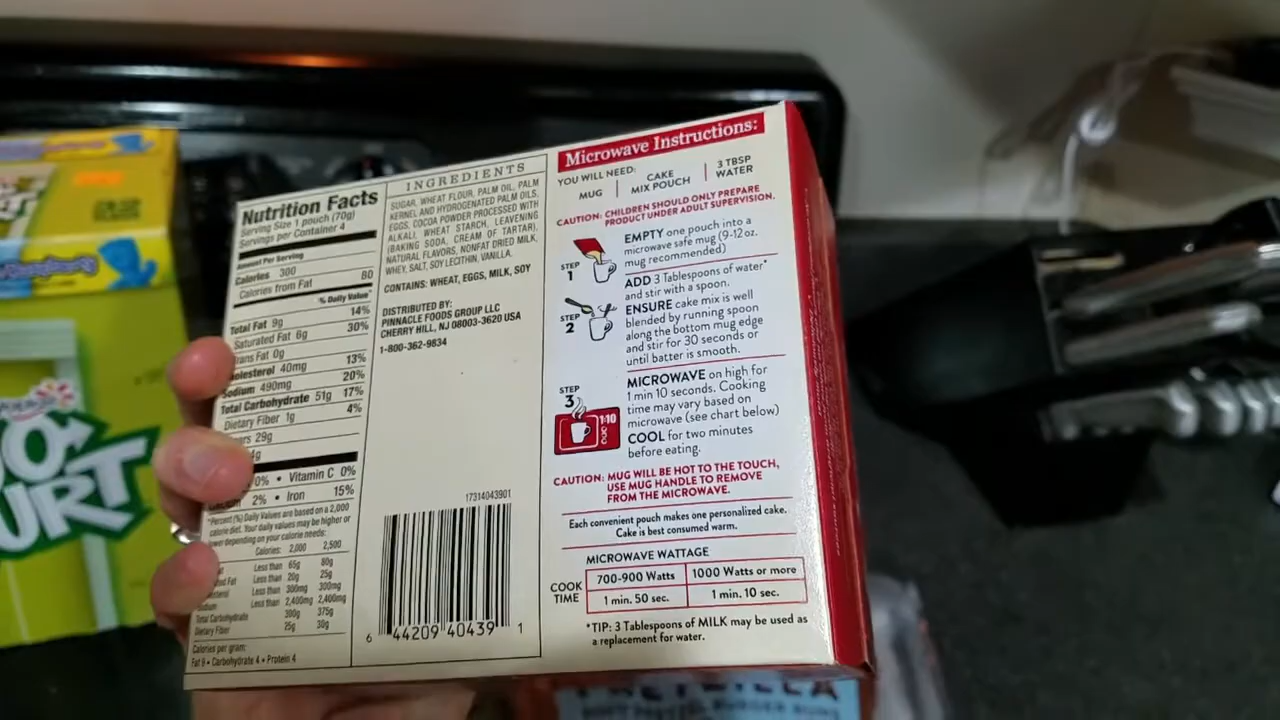 Nutrition Facts
Serving Size 1 pouch (70g)
Servings per Container 4
Amount Per Serving
Calories 300
Calories from Fat 80
% Daily Value*
Total Fat 9g 14%
Saturated Fat 6g 30%
Trans Fat 0g
Cholesterol 40mg 13%
Sodium 490mg 20%
Total Carbohydrate 51g 17%
Dietary Fiber 1g 4%
29g
4g
0% • Vitamin C 0%
2% • Iron 15%
*Percent (%) Daily Values are based on a 2,000
calorie diet. Your daily values may be higher or
lower depending on your calorie needs:
Calories: 2,000 2,500
Less than 65g 80g
Less than 20g 25g
Less than 300mg 300mg
Sodium Less than 2,400mg 2,400mg
Total Carbohydrate 300g 375g
Dietary Fiber 25g 30g
Calories per gram:
Fat 9 • Carbohydrate 4 • Protein 4
INGREDIENTS
SUGAR, WHEAT FLOUR, PALM OIL, PALM
KERNEL AND HYDROGENATED PALM OILS,
EGGS, COCOA POWDER PROCESSED WITH
ALKALI, WHEAT STARCH, LEAVENING
(BAKING SODA, CREAM OF TARTAR),
NATURAL FLAVORS, NONFAT DRIED MILK,
WHEY, SALT, SOY LECITHIN, VANILLA.
CONTAINS: WHEAT, EGGS, MILK, SOY
DISTRIBUTED BY:
PINNACLE FOODS GROUP LLC
CHERRY HILL, NJ 08003-3620 USA
1-800-362-9834
17314043901
6 44209 40439 1
Microwave Instructions:
YOU WILL NEED:
MUG
CAKE
MIX POUCH
3 TBSP
WATER
CAUTION: CHILDREN SHOULD ONLY PREPARE
PRODUCT UNDER ADULT SUPERVISION.
STEP
1
EMPTY one pouch into a
microwave safe mug (9-12 oz.
mug recommended)
STEP
2
ADD 3 Tablespoons of water*
and stir with a spoon.
ENSURE cake mix is well
blended by running spoon
along the bottom mug edge
and stir for 30 seconds or
until batter is smooth.
STEP
3
1:10
MICROWAVE on high for
1 min 10 seconds. Cooking
time may vary based on
microwave (see chart below)
COOL for two minutes
before eating.
CAUTION: MUG WILL BE HOT TO THE TOUCH,
USE MUG HANDLE TO REMOVE
FROM THE MICROWAVE.
Each convenient pouch makes one personalized cake.
Cake is best consumed warm.
MICROWAVE WATTAGE
COOK
TIME
700-900 Watts 1000 Watts or more
1 min. 50 sec. 1 min. 10 sec.
*TIP: 3 Tablespoons of MILK may be used as
a replacement for water.